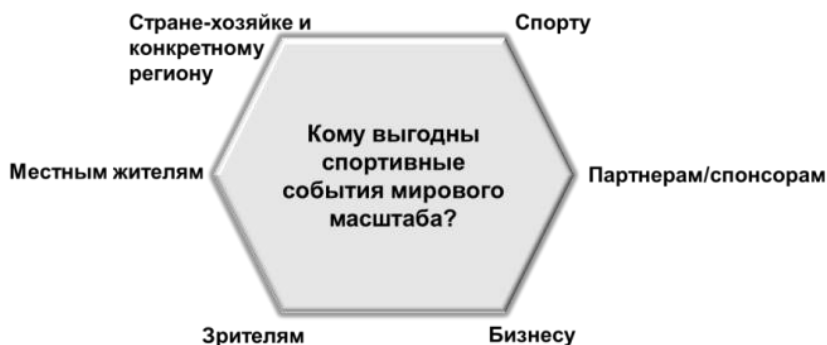 Стране-хозяйке и
конкретному
региону
Спорту
Кому выгодны
спортивные
события мирового
масштаба?
Местным жителям
Партнерам/спонсорам
Зрителям
Бизнесу